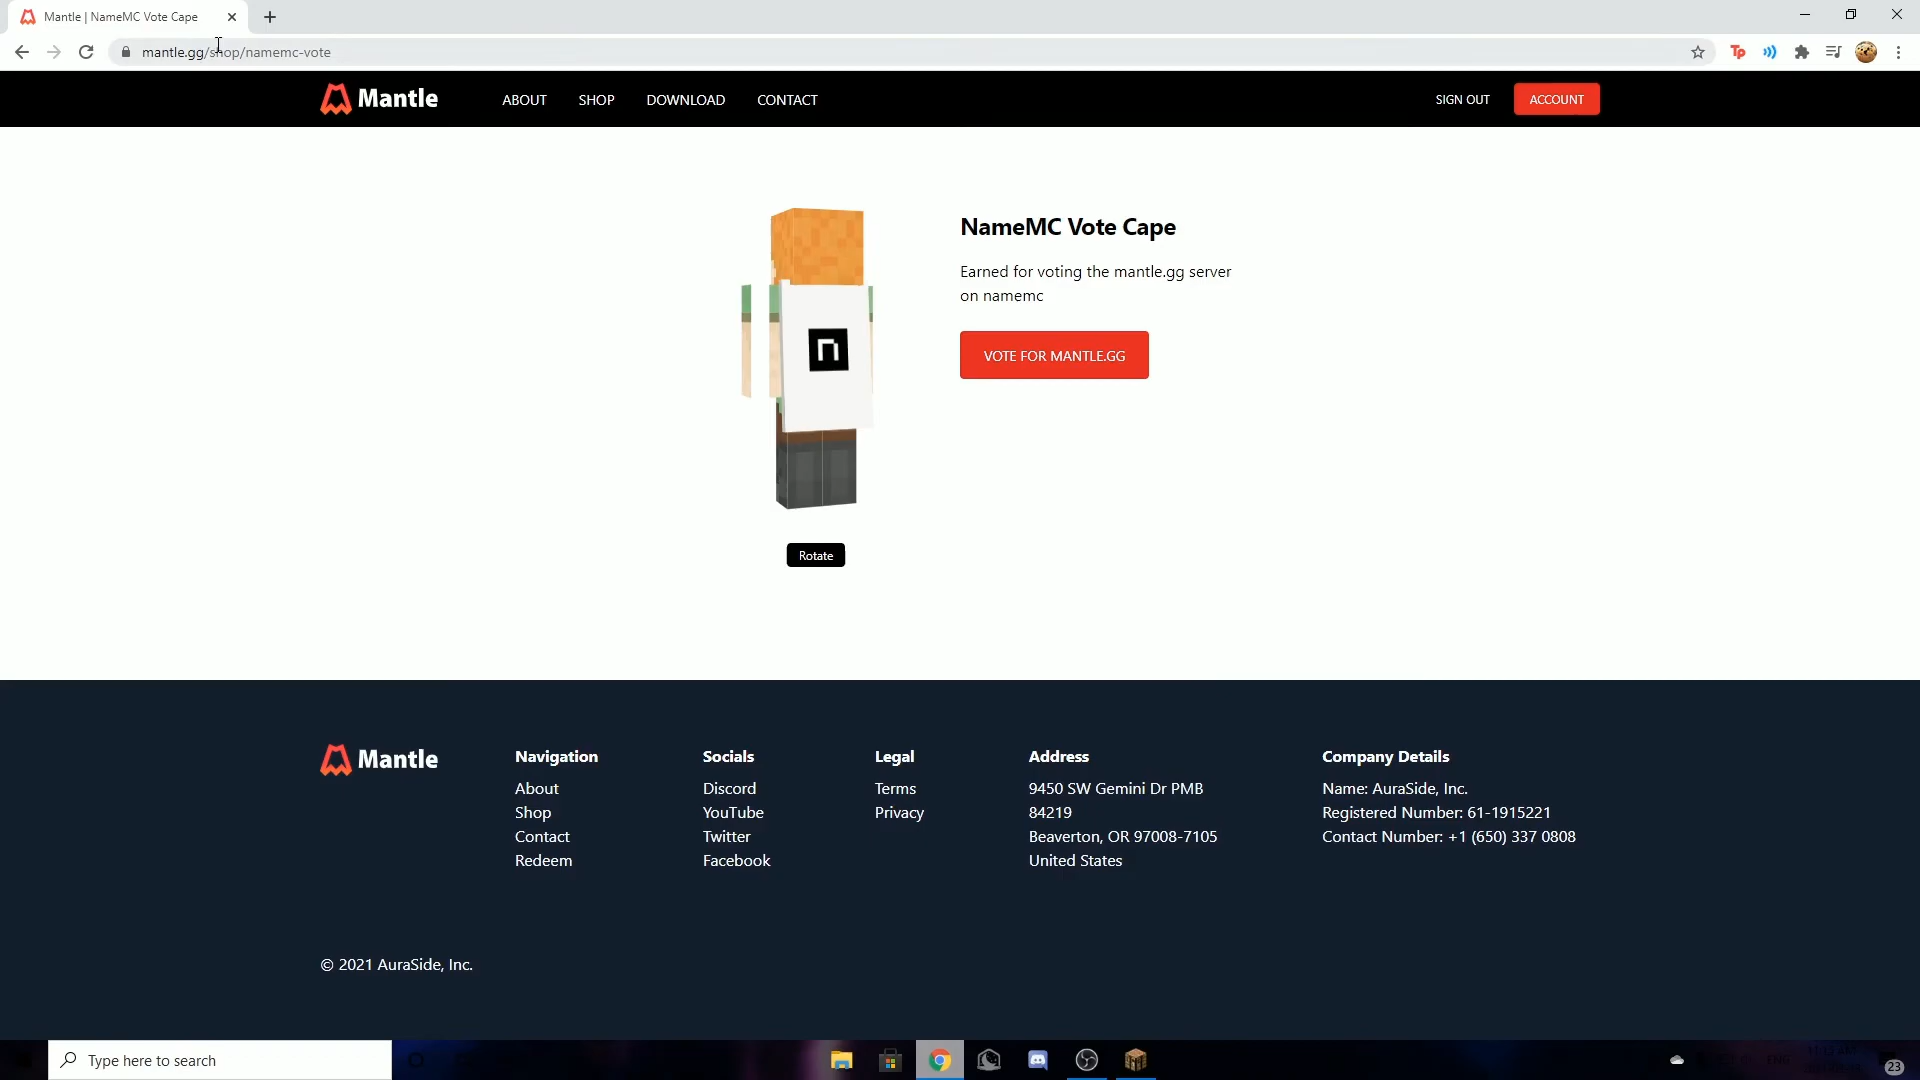 Mantle | NameMC Vote Cape
mantle.gg/shop/namemc-vote
Mantle
ABOUT
SHOP
DOWNLOAD
CONTACT
SIGN OUT
ACCOUNT
n
NameMC Vote Cape
Earned for voting the mantle.gg server
on namemc
VOTE FOR MANTLE.GG
Rotate
Mantle
Navigation
About
Shop
Contact
Redeem
Socials
Discord
YouTube
Twitter
Facebook
Legal
Terms
Privacy
Address
9450 SW Gemini Dr PMB
84219
Beaverton, OR 97008-7105
United States
Company Details
Name: AuraSide, Inc.
Registered Number: 61-1915221
Contact Number: +1 (650) 337 0808
© 2021 AuraSide, Inc.
Type here to search
ENG
23